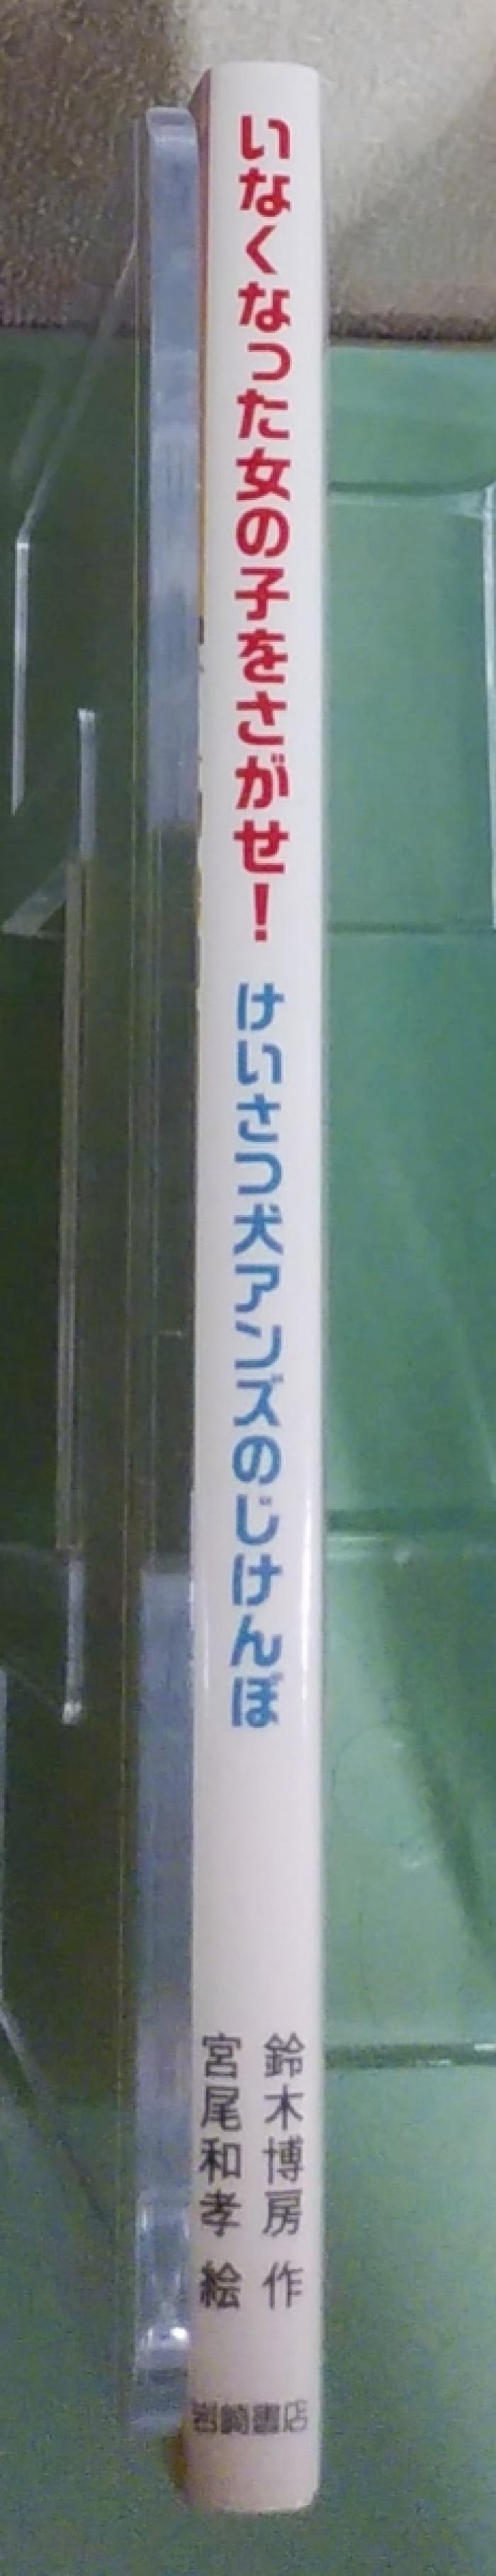 いなくなった女の子をさがせ！
けいさつ犬アンズのじけんぼ
鈴木博房 作
宮尾和孝 絵
岩崎書店